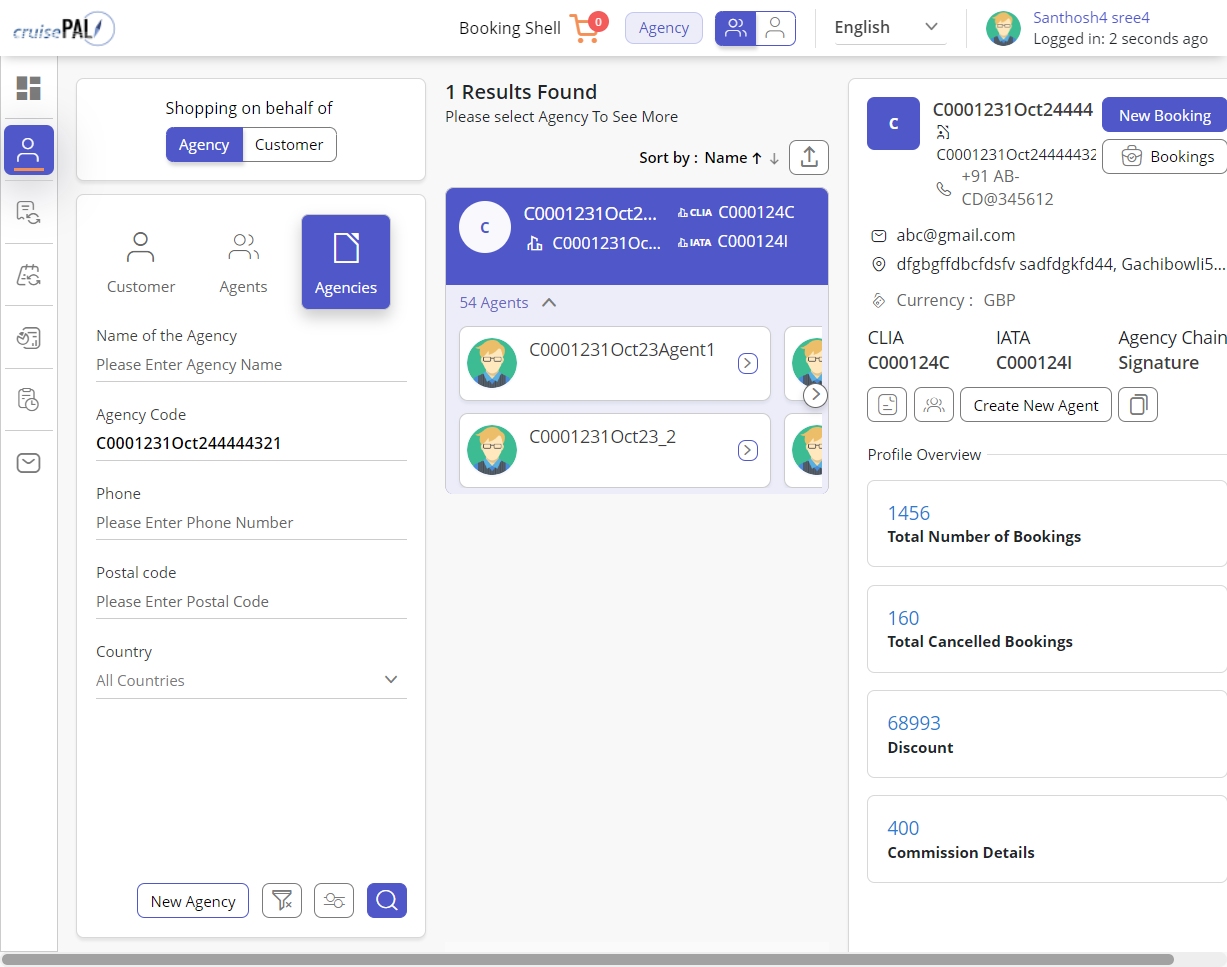 cruisePAL
Booking Shell
0
Agency
English
Santhosh4 sree4
Logged in: 2 seconds ago
Shopping on behalf of
Agency
Customer
Customer
Agents
Agencies
Name of the Agency
Please Enter Agency Name
Agency Code
C0001231Oct244444321
Phone
Please Enter Phone Number
Postal code
Please Enter Postal Code
Country
All Countries
New Agency
1 Results Found
Please select Agency To See More
Sort by : Name
C
C0001231Oct2...
CLIA C000124C
C0001231Oc...
IATA C000124I
54 Agents
C0001231Oct23Agent1
C0001231Oct23_2
C
C0001231Oct24444
C0001231Oct24444432
+91 AB-
CD@345612
New Booking
Bookings
abc@gmail.com
dfgbgffdbcfdsfv sadfdgkfd44, Gachibowli5...
Currency : GBP
CLIA
IATA
Agency Chain
C000124C
C000124I
Signature
Create New Agent
Profile Overview
1456
Total Number of Bookings
160
Total Cancelled Bookings
68993
Discount
400
Commission Details